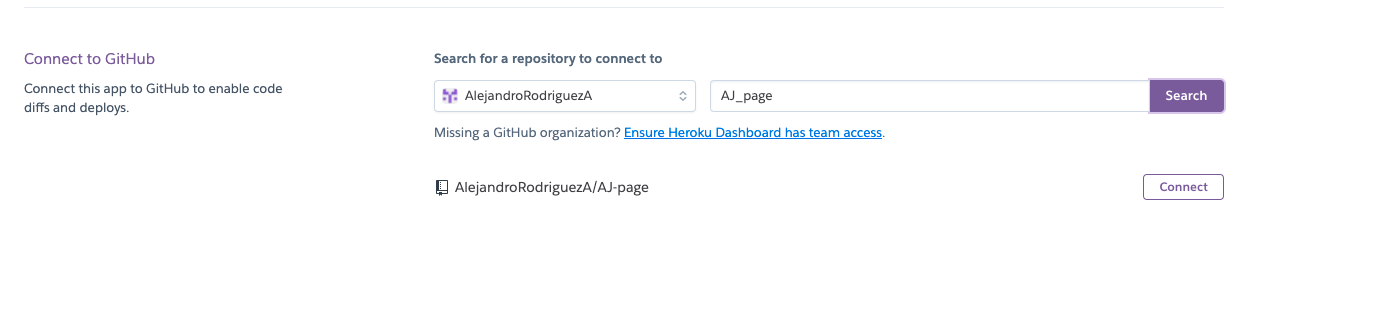 Connect to GitHub
Connect this app to GitHub to enable code
diffs and deploys.
Search for a repository to connect to
AlejandroRodriguezA
AJ_page
Search
Missing a GitHub organization? Ensure Heroku Dashboard has team access.
AlejandroRodriguezA/AJ-page
Connect